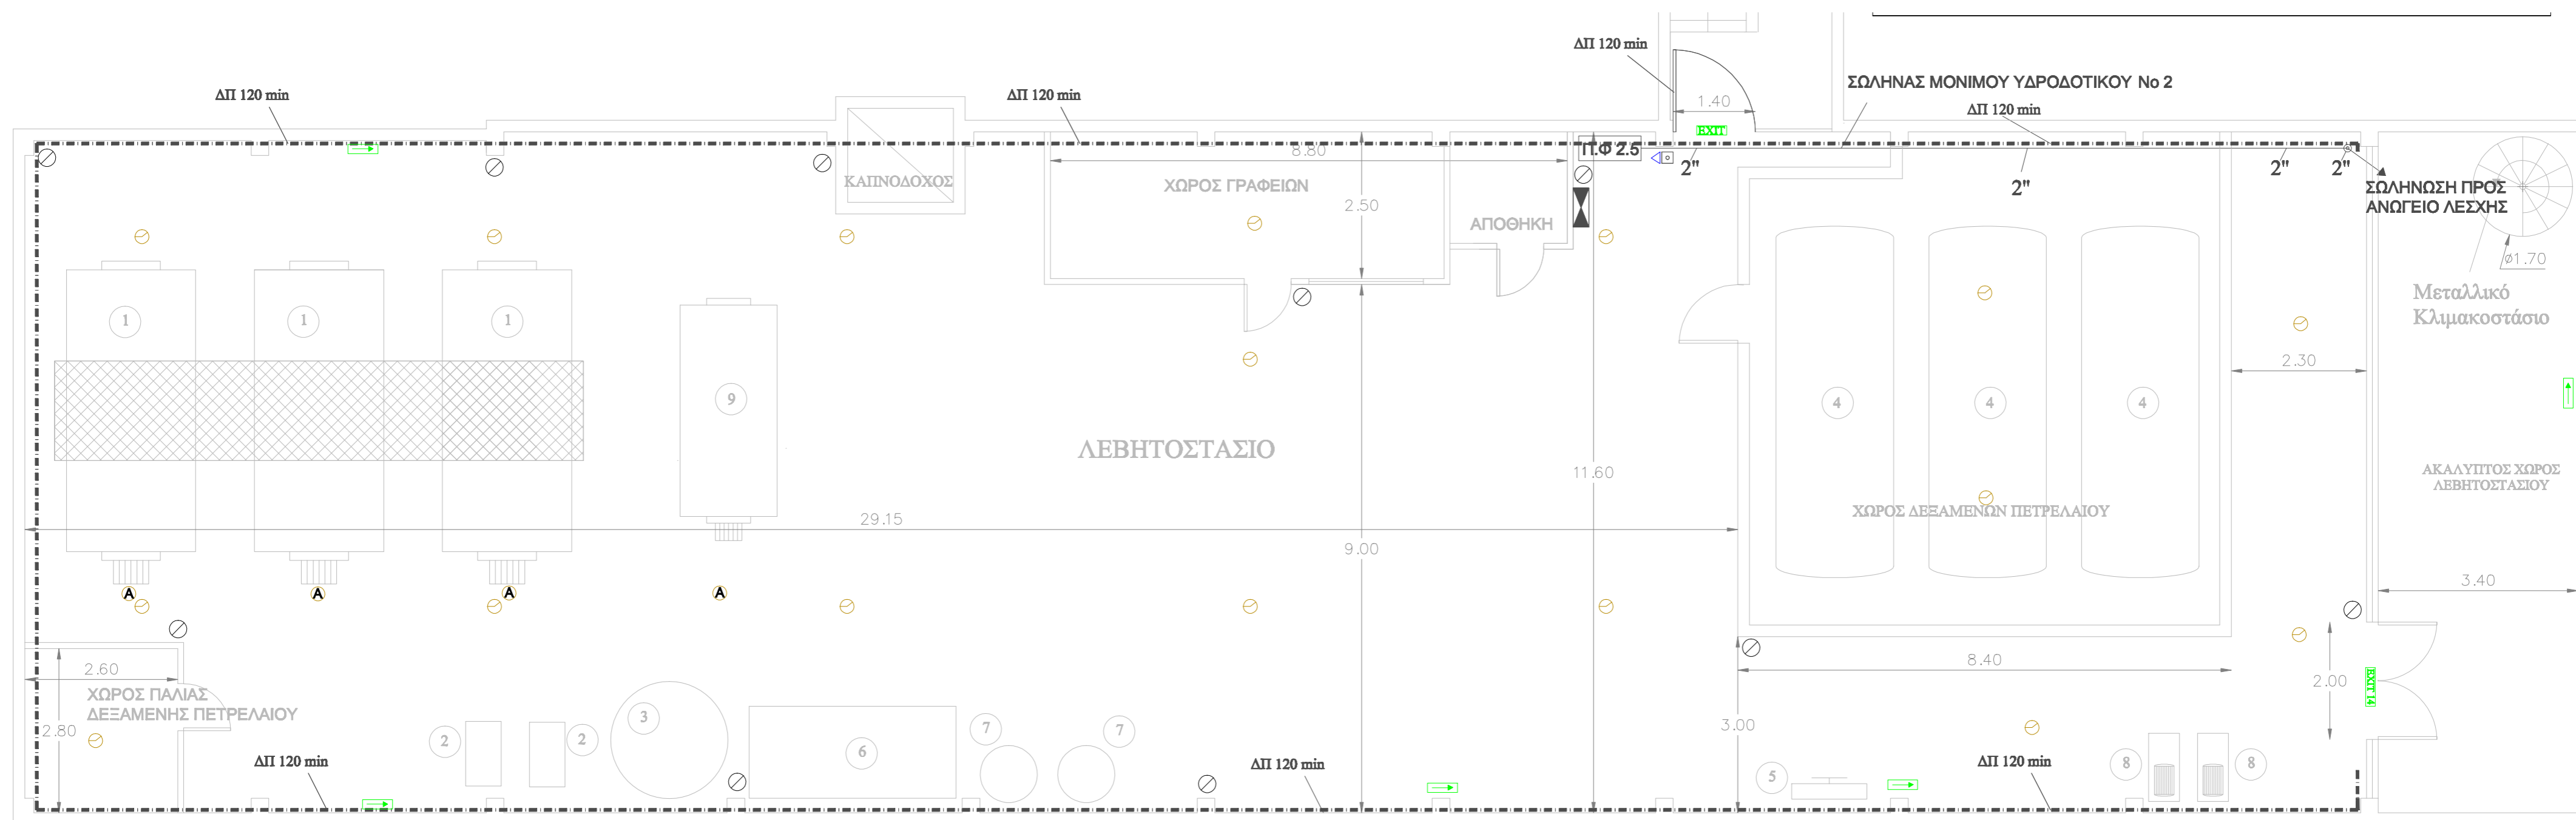 ΔΠ 120 min
ΣΩΛΗΝΑΣ ΜΟΝΙΜΟΥ ΥΔΡΟΔΟΤΙΚΟΥ No 2
ΔΠ 120 min
ΔΠ 120 min
1.40
ΔΠ 120 min
EXIT
Π.Φ 2.5
8.80
2"
2"
2"
2"
ΚΑΠΝΟΔΟΧΟΣ
ΧΩΡΟΣ ΓΡΑΦΕΙΩΝ
2.50
ΑΠΟΘΗΚΗ
ΣΩΛΗΝΩΣΗ ΠΡΟΣ
ΑΝΩΓΕΙΟ ΛΕΣΧΗΣ
ø1.70
Μεταλλικό
Κλιμακοστάσιο
1
1
1
2.30
9
4
4
4
ΛΕΒΗΤΟΣΤΑΣΙΟ
11.60
ΑΚΑΛΥΠΤΟΣ ΧΩΡΟΣ
ΛΕΒΗΤΟΣΤΑΣΙΟΥ
29.15
ΧΩΡΟΣ ΔΕΞΑΜΕΝΩΝ ΠΕΤΡΕΛΑΙΟΥ
9.00
3.40
A
A
A
A
2.60
8.40
2.00
EXIT 14
ΧΩΡΟΣ ΠΑΛΙΑΣ
ΔΕΞΑΜΕΝΗΣ ΠΕΤΡΕΛΑΙΟΥ
2.80
3.00
2
2
3
6
7
7
5
8
8
ΔΠ 120 min
ΔΠ 120 min
ΔΠ 120 min